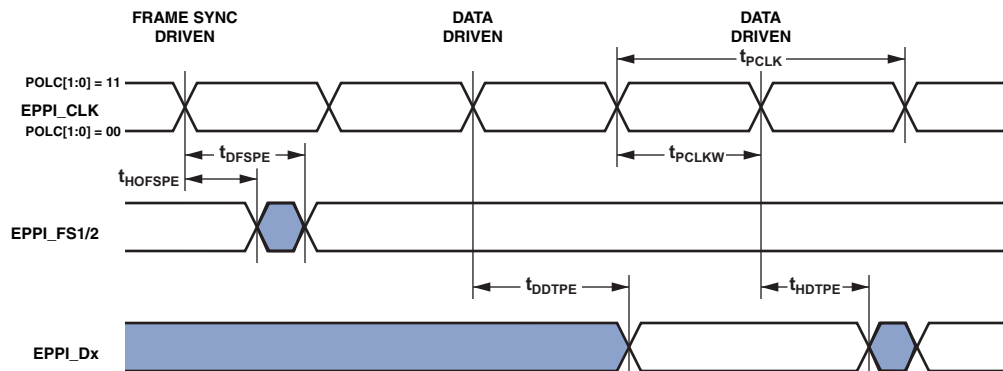 FRAME SYNC
DRIVEN
DATA
DRIVEN
DATA
DRIVEN
tPCLK
POLC[1:0] = 11
EPPI_CLK
POLC[1:0] = 00
tDFSPE
tHOFSPE
tPCLKW
EPPI_FS1/2
tDDTPE
tHDTPE
EPPI_Dx